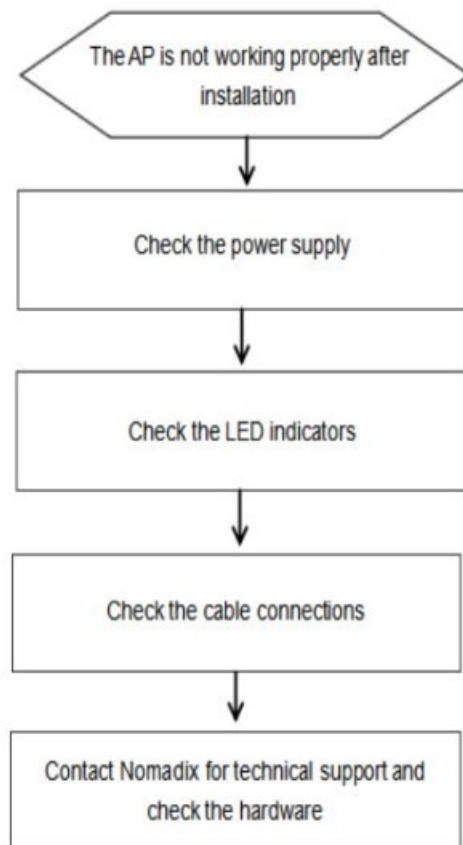 The AP is not working properly after
installation
Check the power supply
Check the LED indicators
Check the cable connections
Contact Nomadix for technical support and
check the hardware